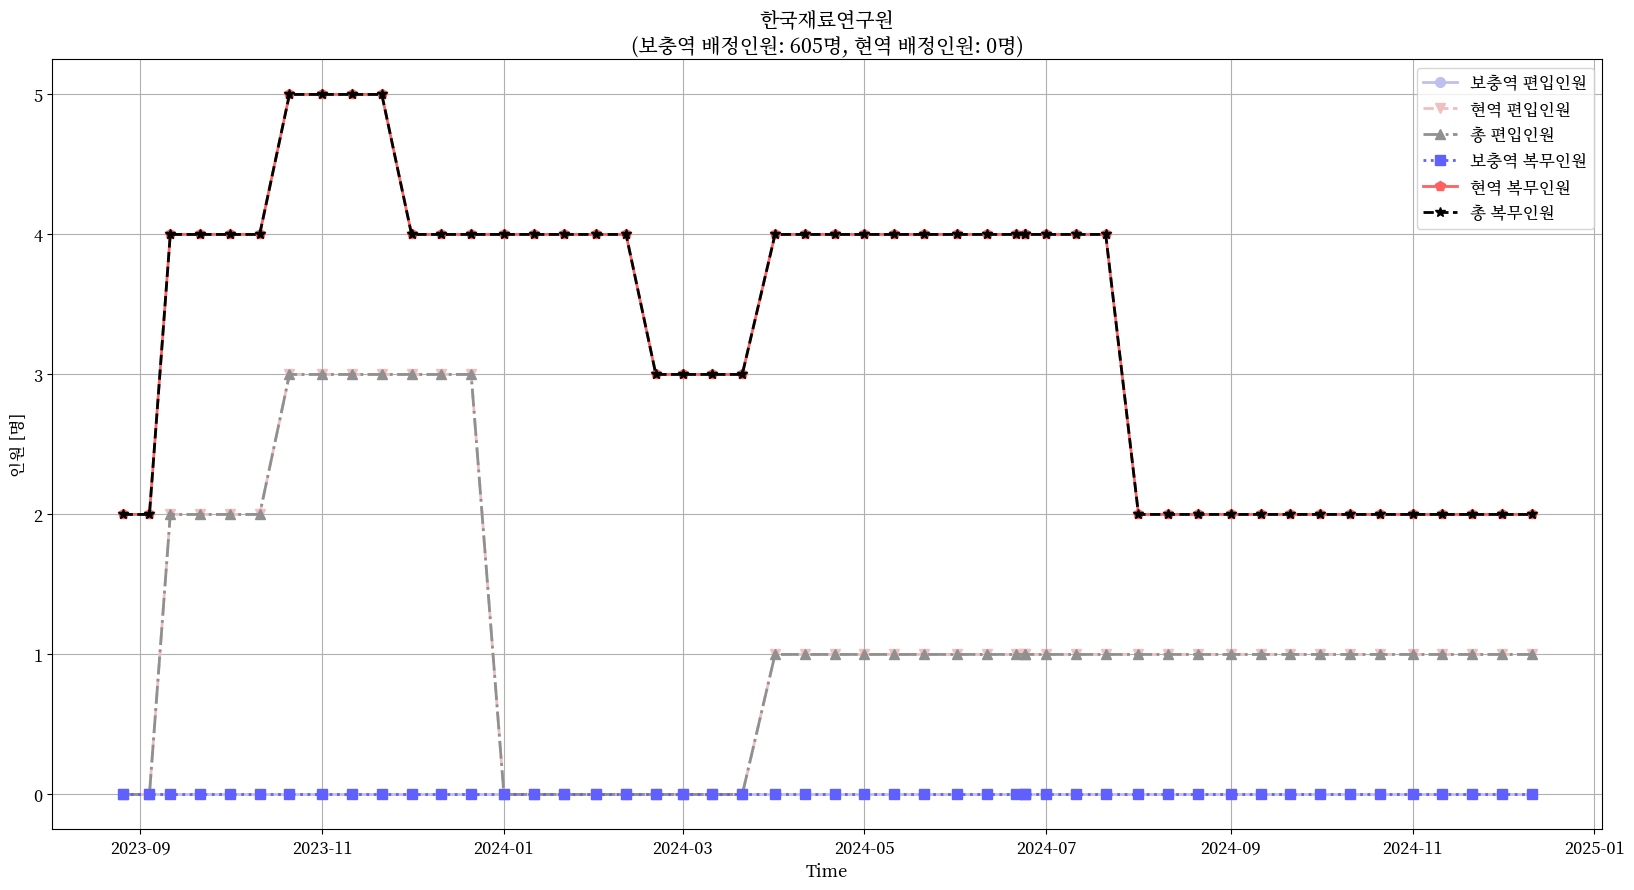 한국재료연구원
(보충역 배정인원: 605명, 현역 배정인원: 0명)
보충역 편입인원
현역 편입인원
총 편입인원
보충역 복무인원
현역 복무인원
총 복무인원
인원 [명]
5
4
3
2
1
0
2023-09
2023-11
2024-01
2024-03
2024-05
2024-07
2024-09
2024-11
2025-01
Time